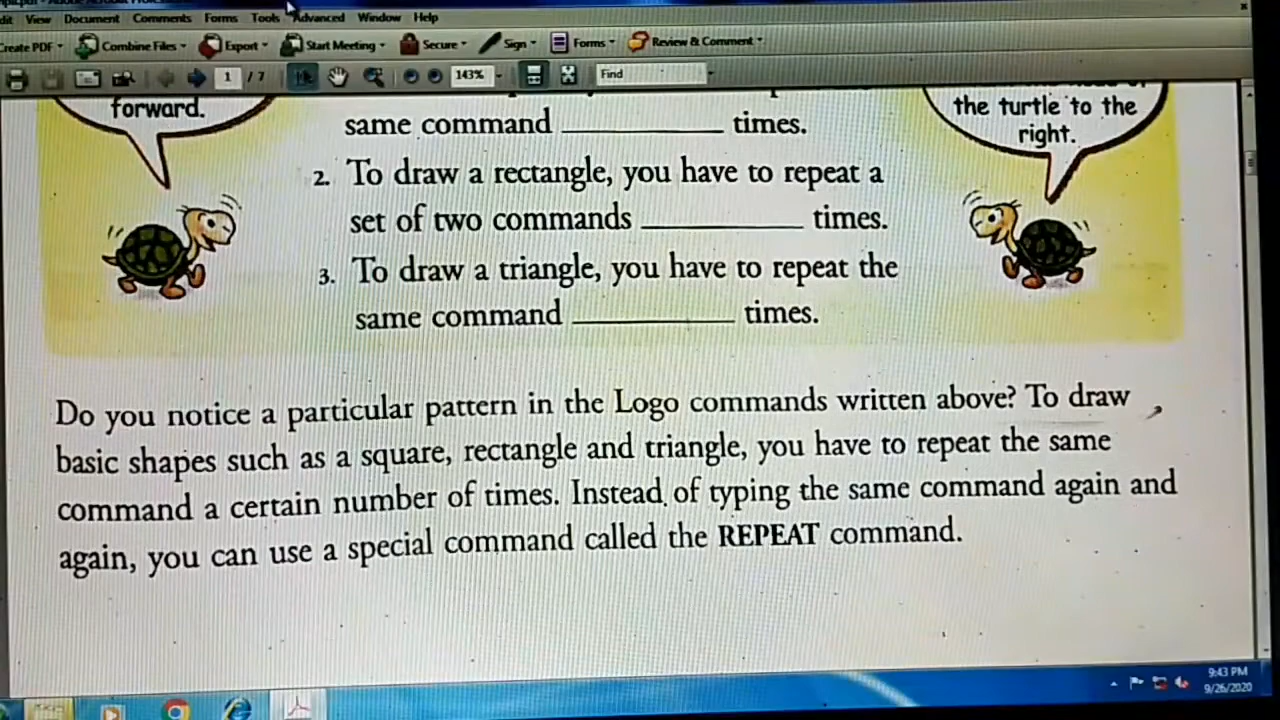 View Document Comments Forms Tools Advanced Window Help
Create PDF Combine Files Export Start Meeting Secure Sign Forms Review & Comment
1 / 7 143% Find
forward.
same command __________ times.
the turtle to the
right.
2. To draw a rectangle, you have to repeat a
set of two commands __________ times.
3. To draw a triangle, you have to repeat the
same command __________ times.
Do you notice a particular pattern in the Logo commands written above? To draw
basic shapes such as a square, rectangle and triangle, you have to repeat the same
command a certain number of times. Instead of typing the same command again and
again, you can use a special command called the REPEAT command.
9:43 PM
9/26/2020